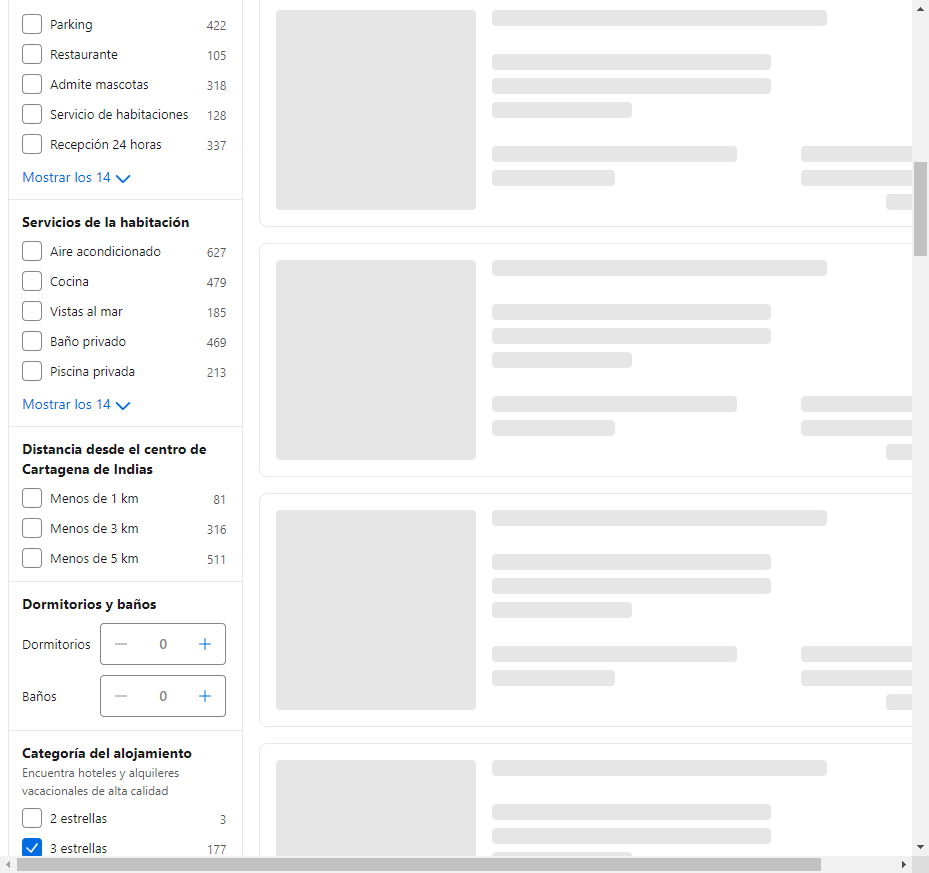 Parking 422
Restaurante 105
Admite mascotas 318
Servicio de habitaciones 128
Recepción 24 horas 337
Mostrar los 14
Servicios de la habitación
Aire acondicionado 627
Cocina 479
Vistas al mar 185
Baño privado 469
Piscina privada 213
Mostrar los 14
Distancia desde el centro de
Cartagena de Indias
Menos de 1 km 81
Menos de 3 km 316
Menos de 5 km 511
Dormitorios y baños
Dormitorios − 0 +
Baños − 0 +
Categoría del alojamiento
Encuentra hoteles y alquileres
vacacionales de alta calidad
2 estrellas 3
3 estrellas 177